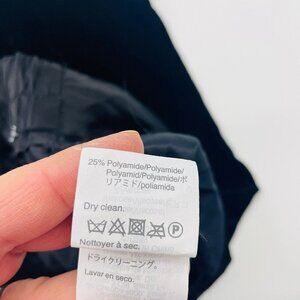 25% Polyamide/Polyamide/
Polyamid/Polyamide/ポ
リアミド/poliamida
Dry clean.
P
Nettoyer à sec.
ドライクリーニング。
Lavar en seco.